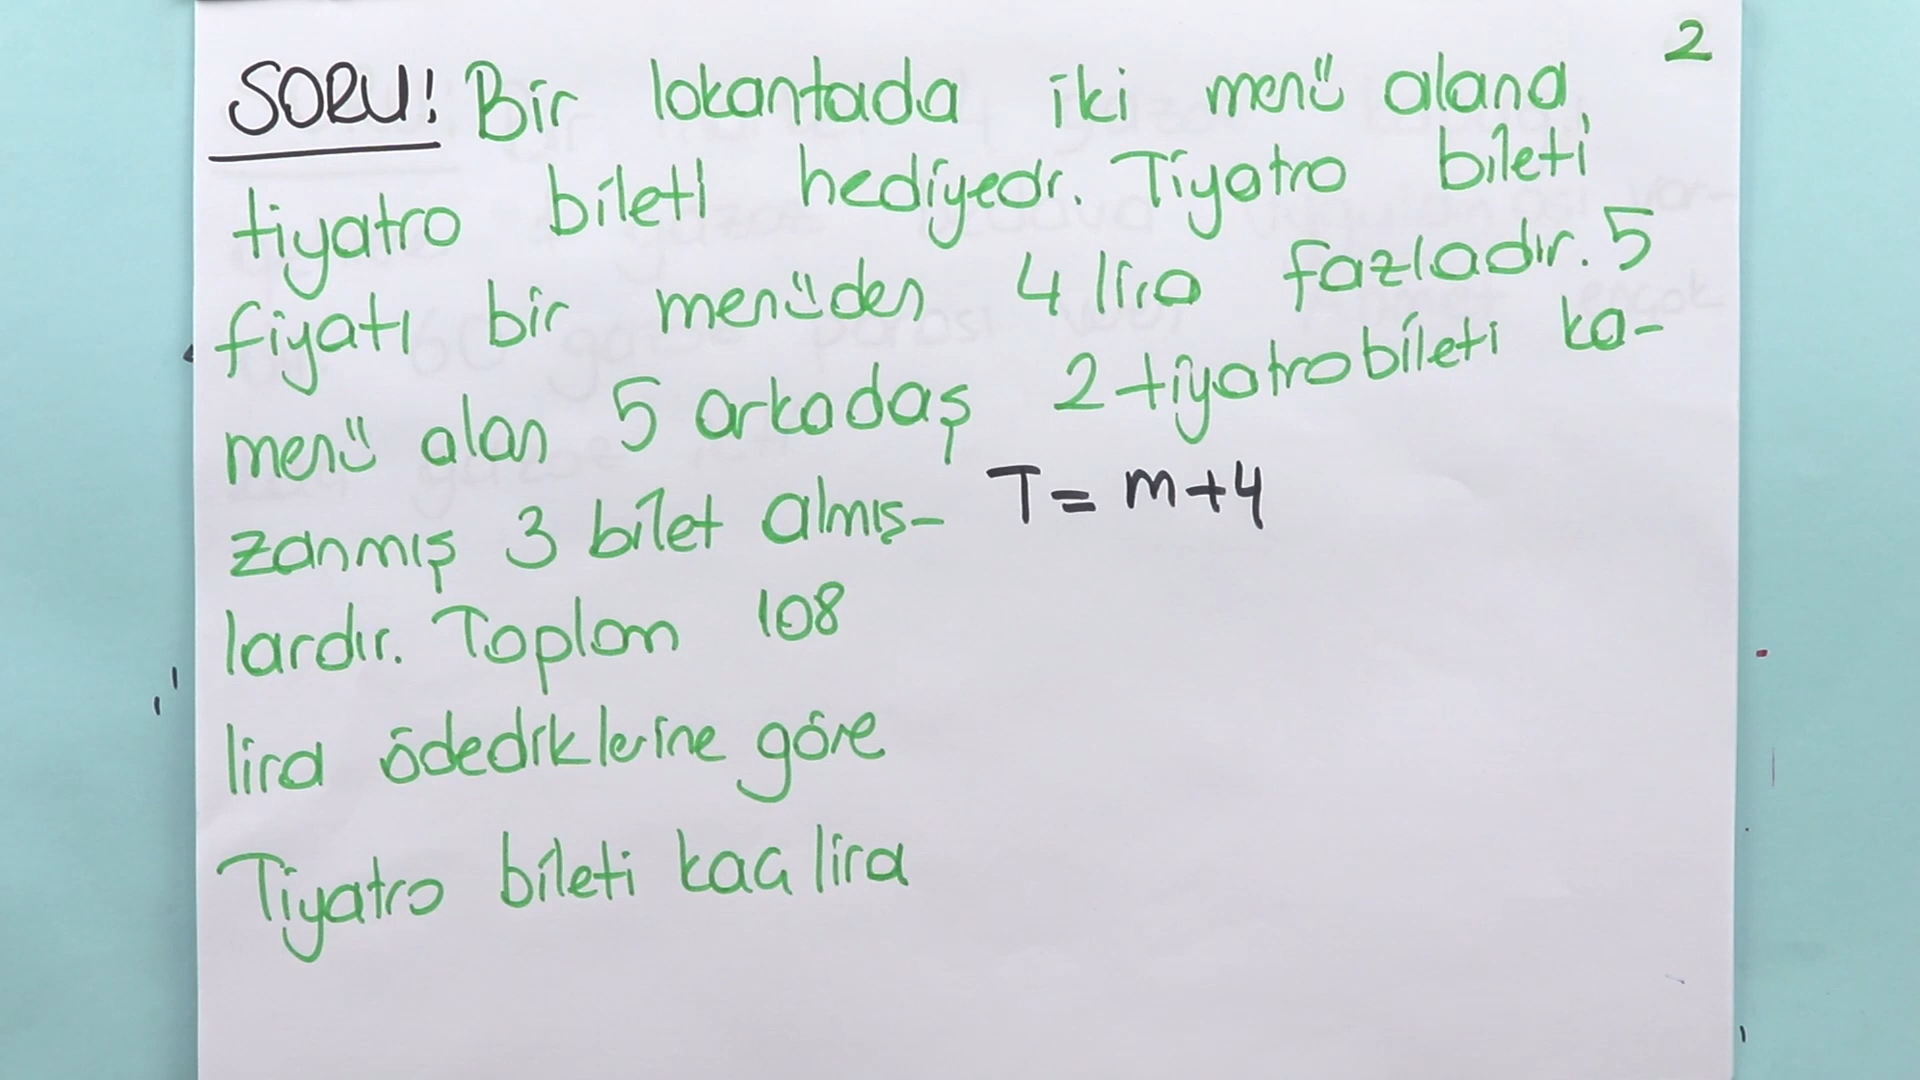 2
SORU! Bir lokantada iki menü alana
tiyatro bileti hediyedr. Tiyatro bileti
fiyatı bir menüden 4 lira fazladır. 5
menü alan 5 arkadaş 2 tiyatro bileti ka-
zanmış 3 bilet almış-
T = m+4
lardır. Toplam 108
lira ödediklerine göre
Tiyatro bileti kaç lira